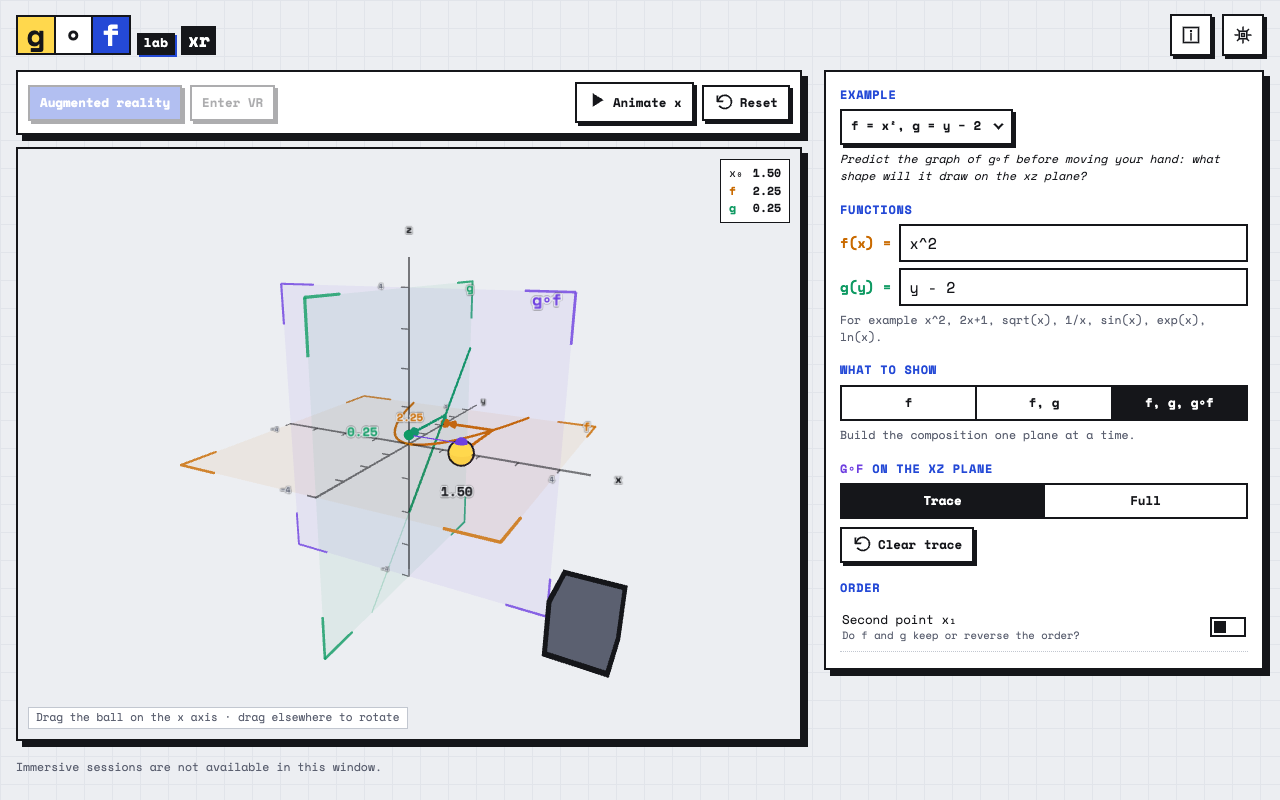 g ∘ f lab xr
Augmented reality
Enter VR
Animate x
Reset
x₀ 1.50
f 2.25
g 0.25
z
4
g
g∘f
y
2.25
0.25
f
-4
-4
1.50
4
x
-4
Drag the ball on the x axis · drag elsewhere to rotate
Immersive sessions are not available in this window.
EXAMPLE
f = x², g = y − 2
Predict the graph of g∘f before moving your hand: what
shape will it draw on the xz plane?
FUNCTIONS
f(x) = x^2
g(y) = y - 2
For example x^2, 2x+1, sqrt(x), 1/x, sin(x), exp(x),
ln(x).
WHAT TO SHOW
f
f, g
f, g, g∘f
Build the composition one plane at a time.
G∘F ON THE XZ PLANE
Trace
Full
Clear trace
ORDER
Second point x₁
Do f and g keep or reverse the order?